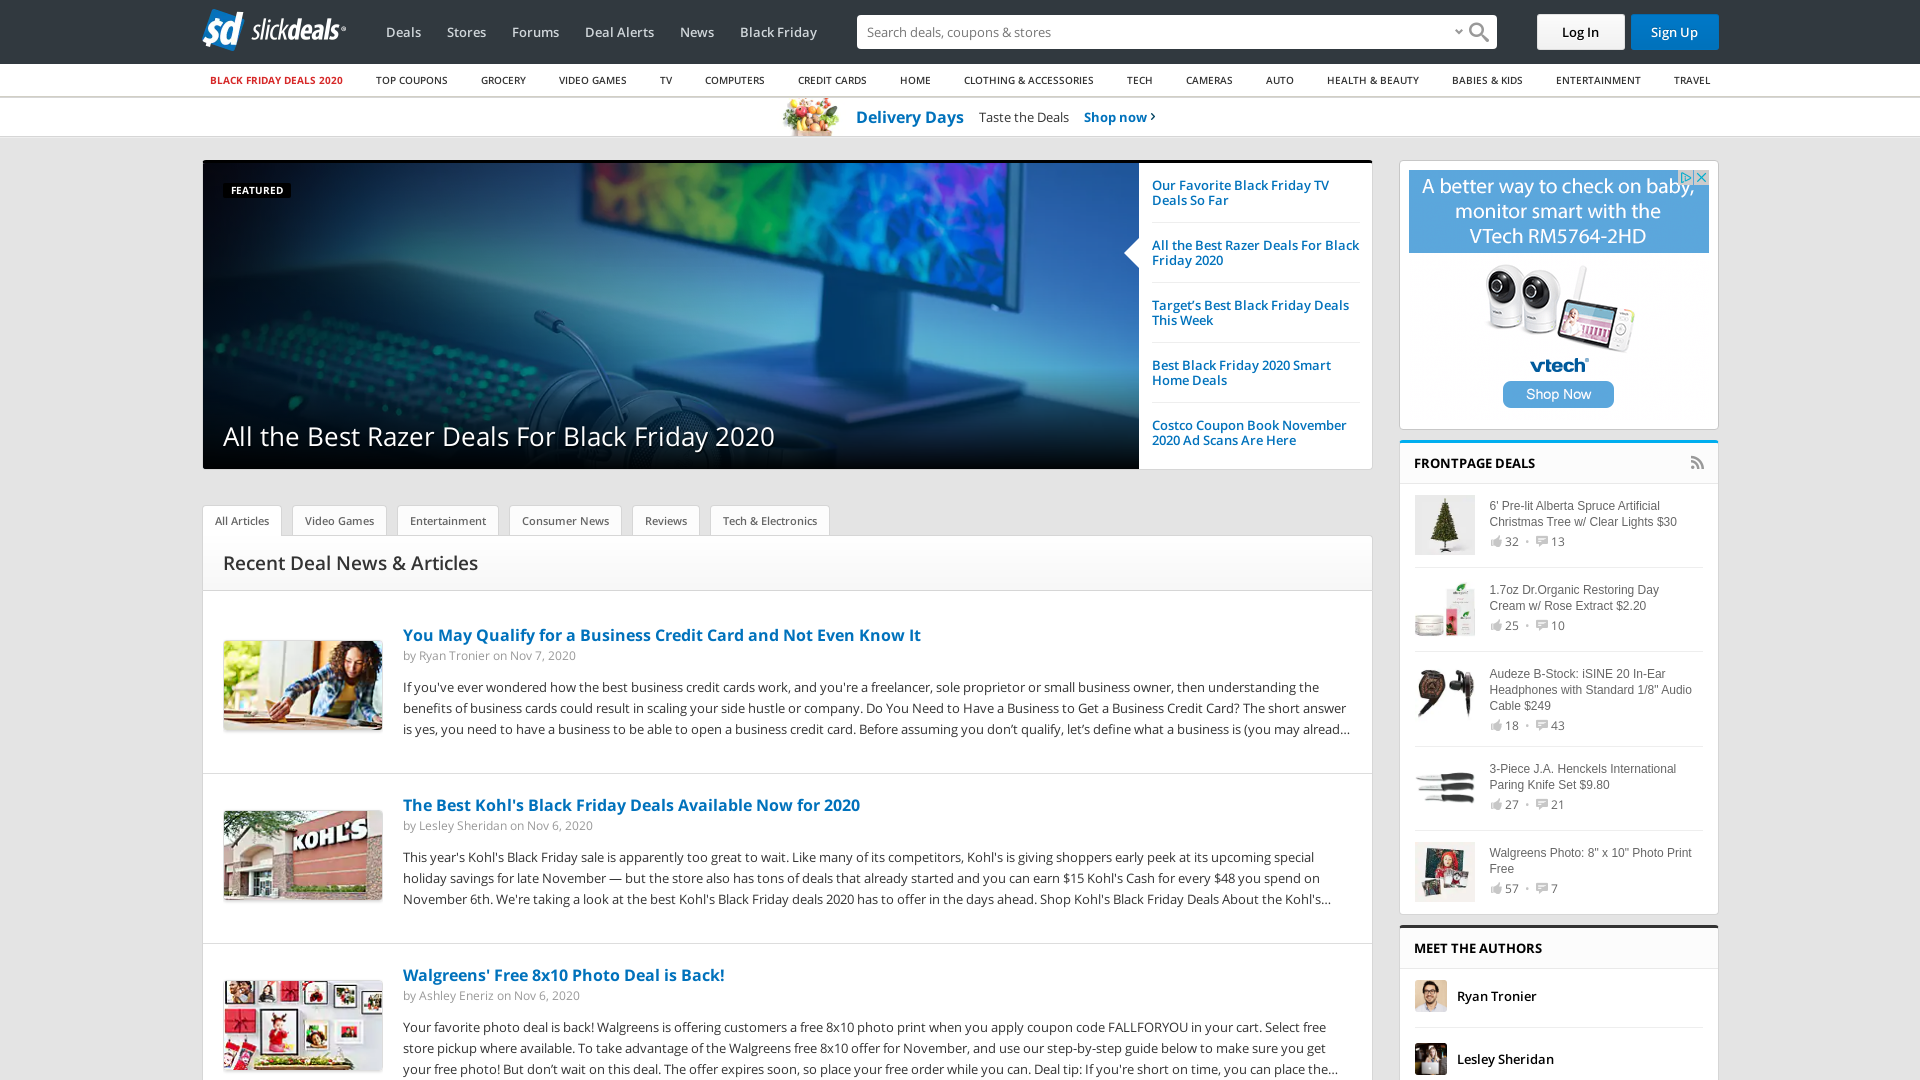 sd slickdeals®
Deals Stores Forums Deal Alerts News Black Friday
Search deals, coupons & stores
Log In
Sign Up
BLACK FRIDAY DEALS 2020 TOP COUPONS GROCERY VIDEO GAMES TV COMPUTERS CREDIT CARDS HOME CLOTHING & ACCESSORIES TECH CAMERAS AUTO HEALTH & BEAUTY BABIES & KIDS ENTERTAINMENT TRAVEL
Delivery Days Taste the Deals Shop now
FEATURED
All the Best Razer Deals For Black Friday 2020
Our Favorite Black Friday TV
Deals So Far
All the Best Razer Deals For Black
Friday 2020
Target’s Best Black Friday Deals
This Week
Best Black Friday 2020 Smart
Home Deals
Costco Coupon Book November
2020 Ad Scans Are Here
A better way to check on baby,
monitor smart with the
VTech RM5764-2HD
vtech
Shop Now
All Articles Video Games Entertainment Consumer News Reviews Tech & Electronics
Recent Deal News & Articles
You May Qualify for a Business Credit Card and Not Even Know It
by Ryan Tronier on Nov 7, 2020
If you've ever wondered how the best business credit cards work, and you're a freelancer, sole proprietor or small business owner, then understanding the
benefits of business cards could result in scaling your side hustle or company. Do You Need to Have a Business to Get a Business Credit Card? The short answer
is yes, you need to have a business to be able to open a business credit card. Before assuming you don’t qualify, let’s define what a business is (you may alread...
KOHL'S
The Best Kohl's Black Friday Deals Available Now for 2020
by Lesley Sheridan on Nov 6, 2020
This year's Kohl's Black Friday sale is apparently too great to wait. Like many of its competitors, Kohl's is giving shoppers early peek at its upcoming special
holiday savings for late November — but the store also has tons of deals that already started and you can earn $15 Kohl's Cash for every $48 you spend on
November 6th. We're taking a look at the best Kohl's Black Friday deals 2020 has to offer in the days ahead. Shop Kohl's Black Friday Deals About the Kohl's...
Walgreens' Free 8x10 Photo Deal is Back!
by Ashley Eneriz on Nov 6, 2020
Your favorite photo deal is back! Walgreens is offering customers a free 8x10 photo print when you apply coupon code FALLFORYOU in your cart. Select free
store pickup where available. To take advantage of the Walgreens free 8x10 offer for November, and use our step-by-step guide below to make sure you get
your free photo! But don’t wait on this deal. The offer expires soon, so place your free order while you can. Deal tip: If you're short on time, you can place the...
FRONTPAGE DEALS
6' Pre-lit Alberta Spruce Artificial
Christmas Tree w/ Clear Lights $30
32 • 13
1.7oz Dr.Organic Restoring Day
Cream w/ Rose Extract $2.20
25 • 10
Audeze B-Stock: iSINE 20 In-Ear
Headphones with Standard 1/8" Audio
Cable $249
18 • 43
3-Piece J.A. Henckels International
Paring Knife Set $9.80
27 • 21
Walgreens Photo: 8" x 10" Photo Print
Free
57 • 7
MEET THE AUTHORS
Ryan Tronier
Lesley Sheridan